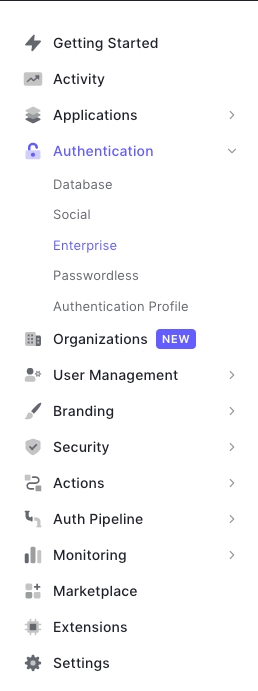 Getting Started
Activity
Applications
Authentication
Database
Social
Enterprise
Passwordless
Authentication Profile
Organizations NEW
User Management
Branding
Security
Actions
Auth Pipeline
Monitoring
Marketplace
Extensions
Settings